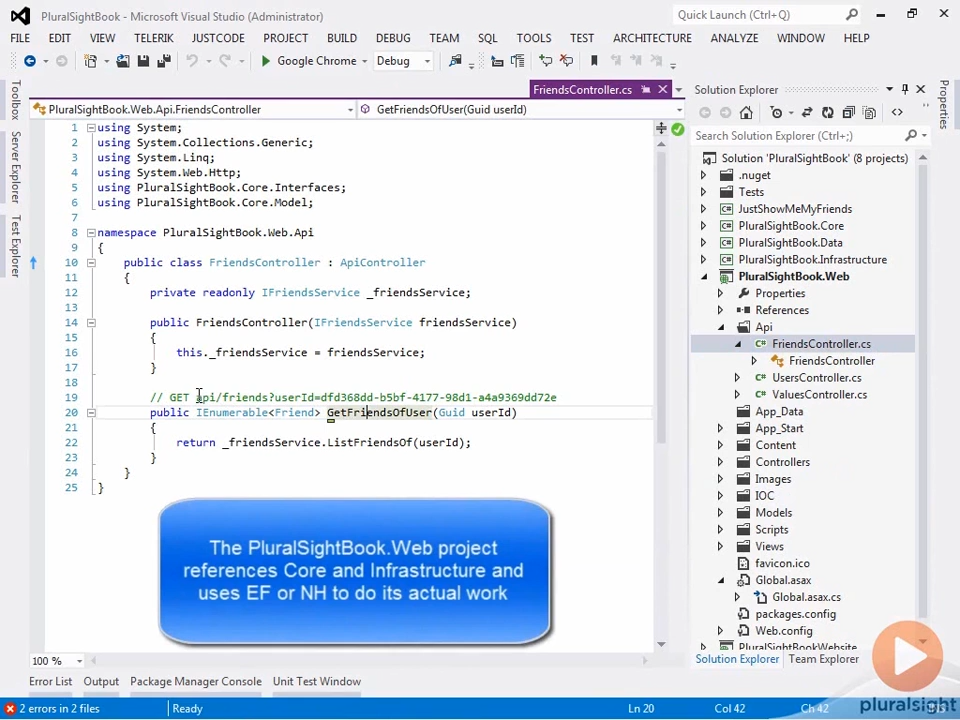 PluralSightBook - Microsoft Visual Studio (Administrator)
Quick Launch (Ctrl+Q)
FILE EDIT VIEW TELERIK JUSTCODE PROJECT BUILD DEBUG TEAM SQL TOOLS TEST ARCHITECTURE ANALYZE WINDOW HELP
Google Chrome Debug
Toolbox
Server Explorer
Test Explorer
FriendsController.cs
PluralSightBook.Web.Api.FriendsController
GetFriendsOfUser(Guid userId)
1 using System;
2 using System.Collections.Generic;
3 using System.Linq;
4 using System.Web.Http;
5 using PluralSightBook.Core.Interfaces;
6 using PluralSightBook.Core.Model;
7
8 namespace PluralSightBook.Web.Api
9 {
10 public class FriendsController : ApiController
11 {
12 private readonly IFriendsService _friendsService;
13
14 public FriendsController(IFriendsService friendsService)
15 {
16 this._friendsService = friendsService;
17 }
18
19 // GET api/friends?userId=dfd368dd-b5bf-4177-98d1-a4a9369dd72e
20 public IEnumerable<Friend> GetFriendsOfUser(Guid userId)
21 {
22 return _friendsService.ListFriendsOf(userId);
23 }
24 }
25 }
The PluralSightBook.Web project
references Core and Infrastructure and
uses EF or NH to do its actual work
100 %
Solution Explorer
Search Solution Explorer (Ctrl+;)
Solution 'PluralSightBook' (8 projects)
.nuget
Tests
JustShowMeMyFriends
PluralSightBook.Core
PluralSightBook.Data
PluralSightBook.Infrastructure
PluralSightBook.Web
Properties
References
Api
FriendsController.cs
FriendsController
UsersController.cs
ValuesController.cs
App_Data
App_Start
Content
Controllers
Images
IOC
Models
Scripts
Views
favicon.ico
Global.asax
Global.asax.cs
packages.config
Web.config
PluralSightBookWebsite
Solution Explorer Team Explorer
Properties
Error List Output Package Manager Console Unit Test Window
2 errors in 2 files Ready Ln 20 Col 42 Ch 42
pluralsight